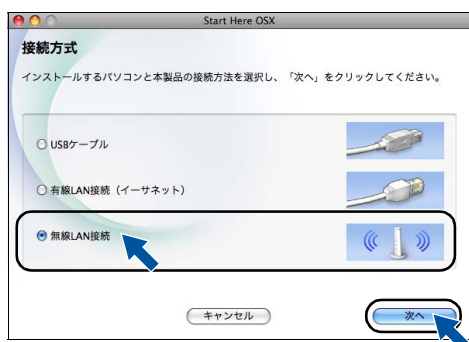 Start Here OSX
接続方式
インストールするパソコンと本製品の接続方法を選択し、「次へ」をクリックしてください。
USBケーブル
有線LAN接続（イーサネット）
無線LAN接続
キャンセル
次へ